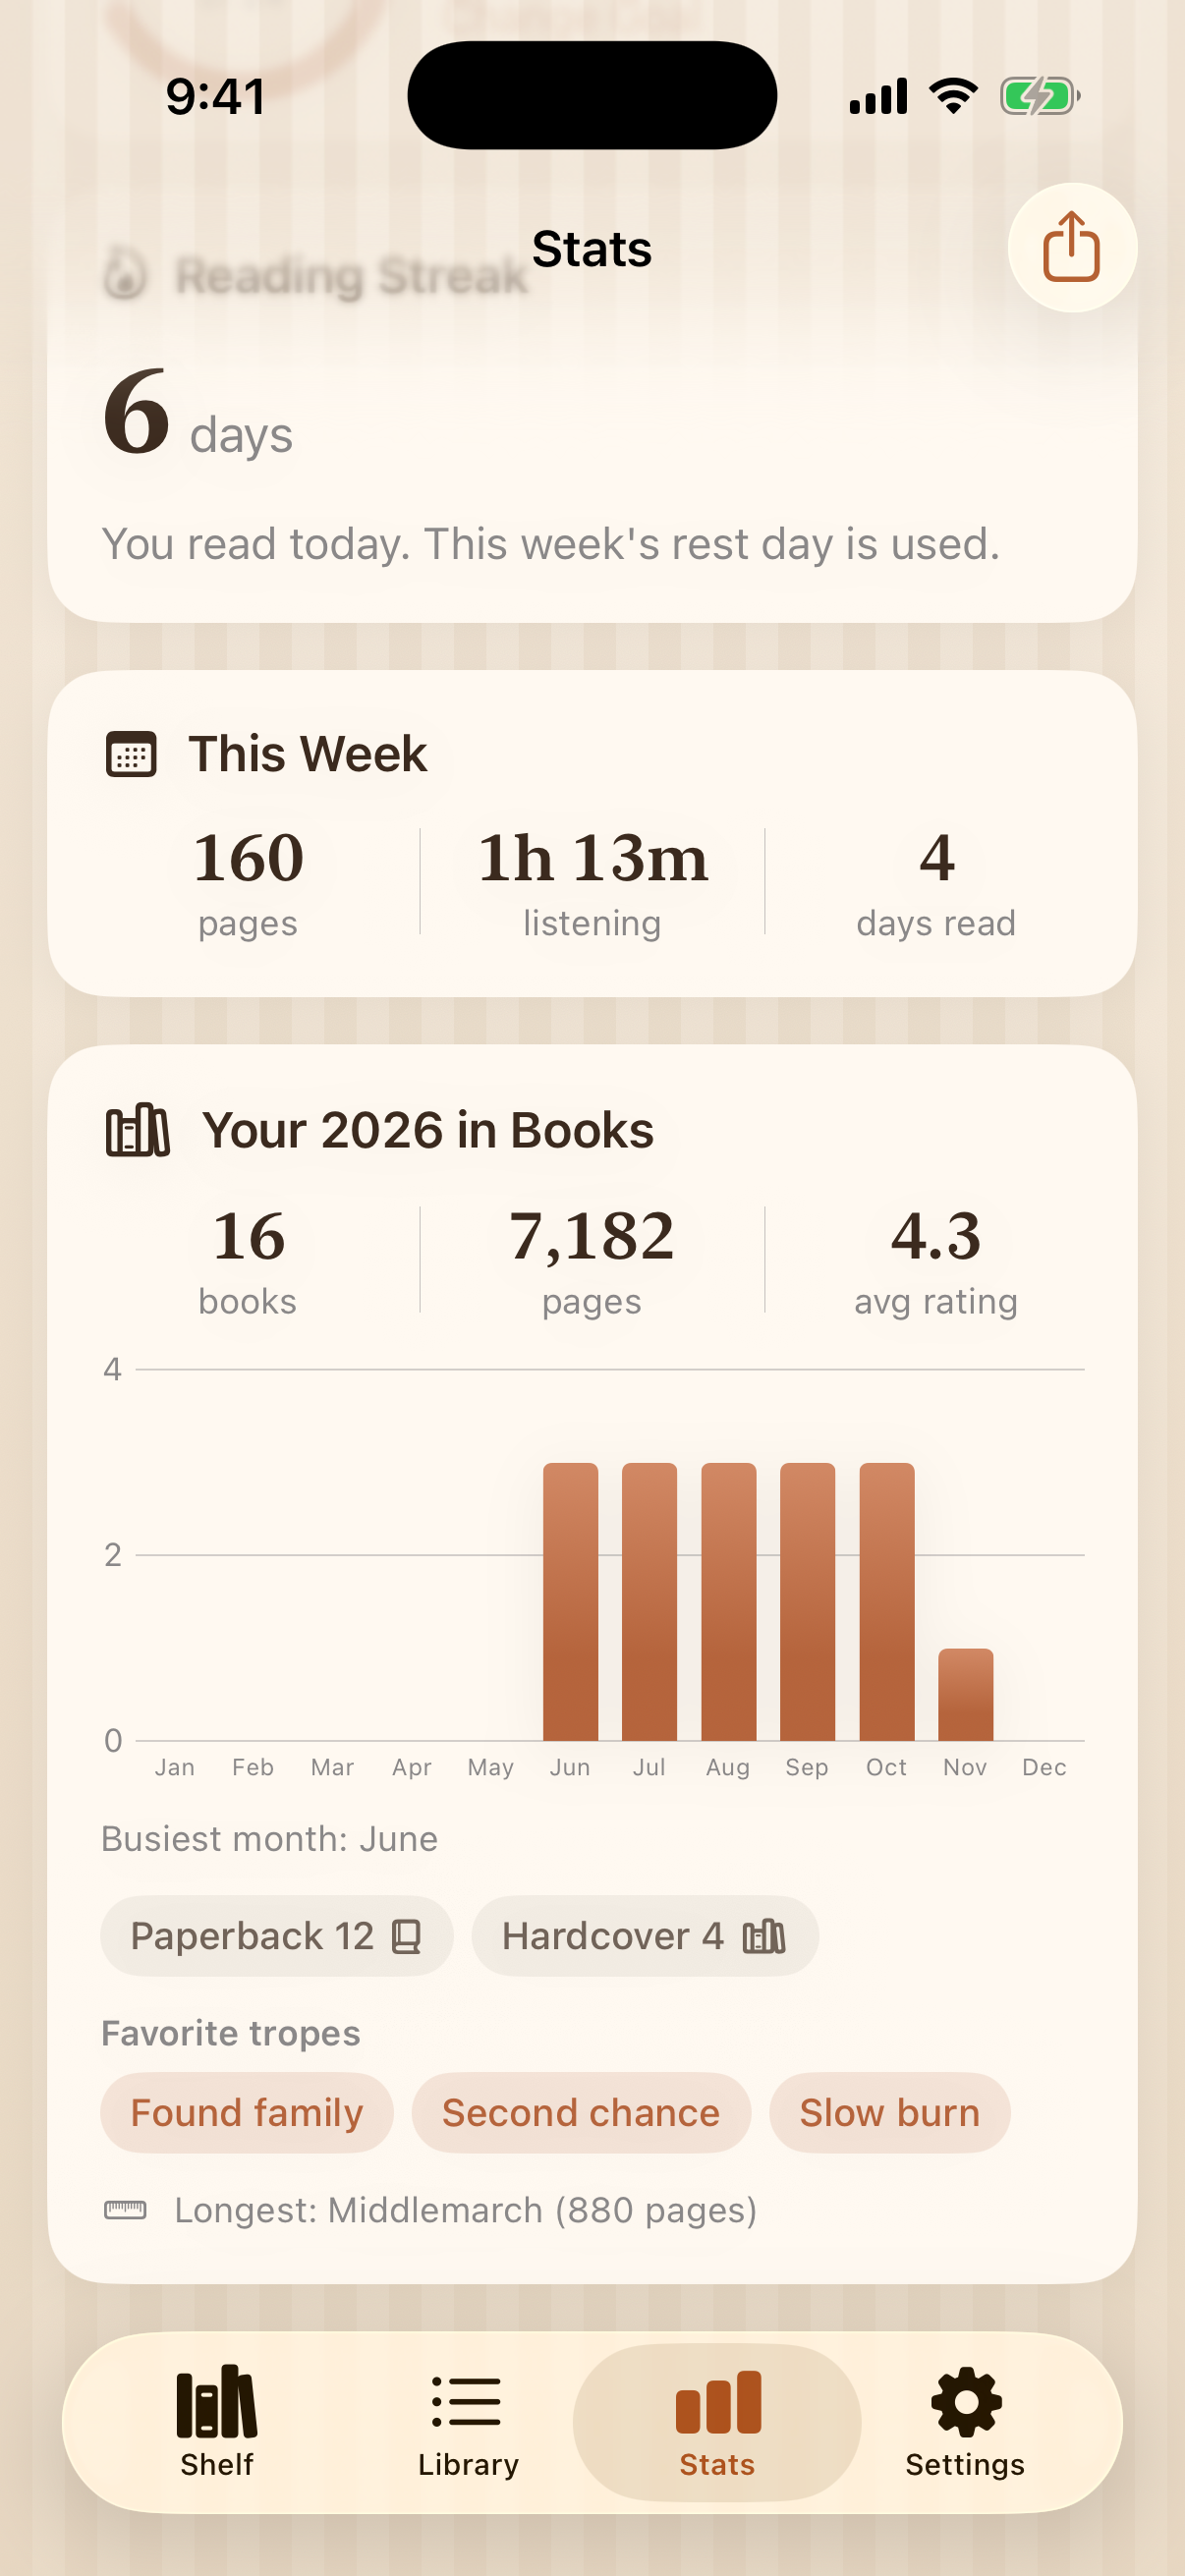 9:41
Stats
Reading Streak
6 days
You read today. This week's rest day is used.
This Week
160
pages
1h 13m
listening
4
days read
Your 2026 in Books
16
books
7,182
pages
4.3
avg rating
4
2
0
Jan Feb Mar Apr May Jun Jul Aug Sep Oct Nov Dec
Busiest month: June
Paperback 12
Hardcover 4
Favorite tropes
Found family
Second chance
Slow burn
Longest: Middlemarch (880 pages)
Shelf
Library
Stats
Settings